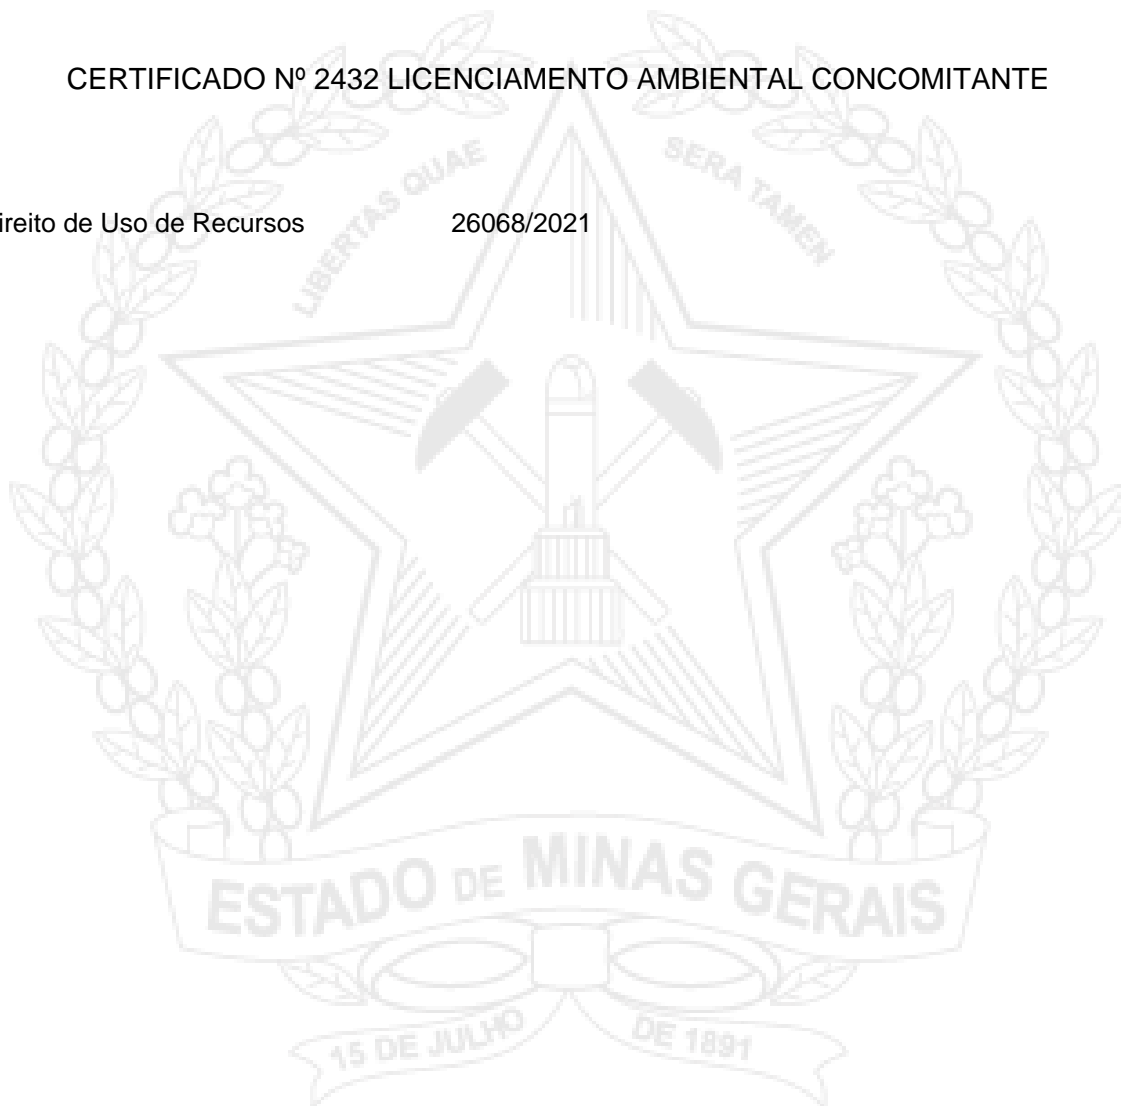 CERTIFICADO Nº 2432 LICENCIAMENTO AMBIENTAL CONCOMITANTE
LIBERTAS QUAE SERA TAMEN
ireito de Uso de Recursos 26068/2021
ESTADO DE MINAS GERAIS
15 DE JULHO DE 1891